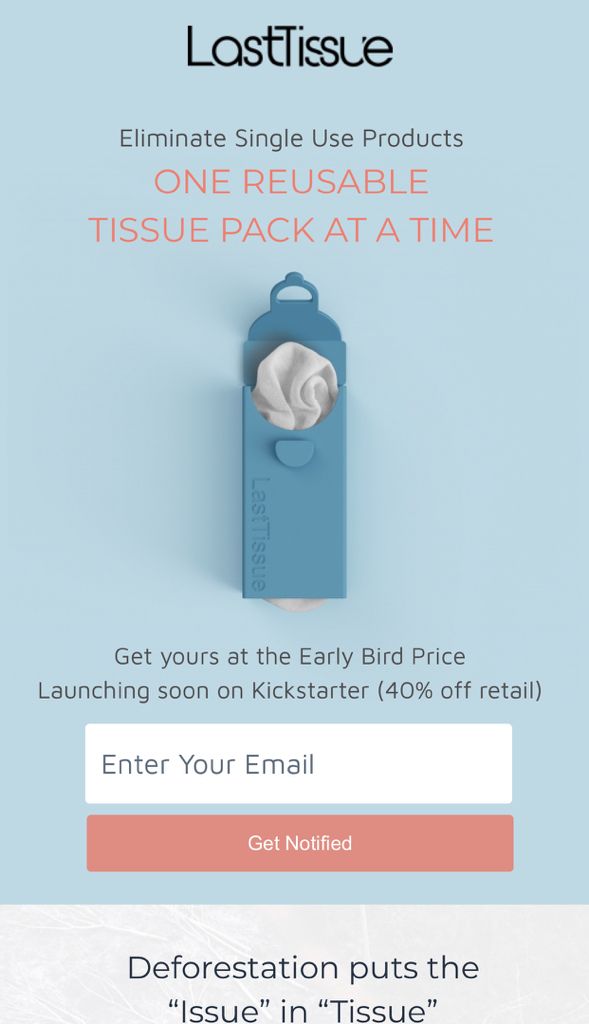 LastTissue
Eliminate Single Use Products
ONE REUSABLE
TISSUE PACK AT A TIME
LastTissue
Get yours at the Early Bird Price
Launching soon on Kickstarter (40% off retail)
Enter Your Email
Get Notified
Deforestation puts the
“Issue” in “Tissue”